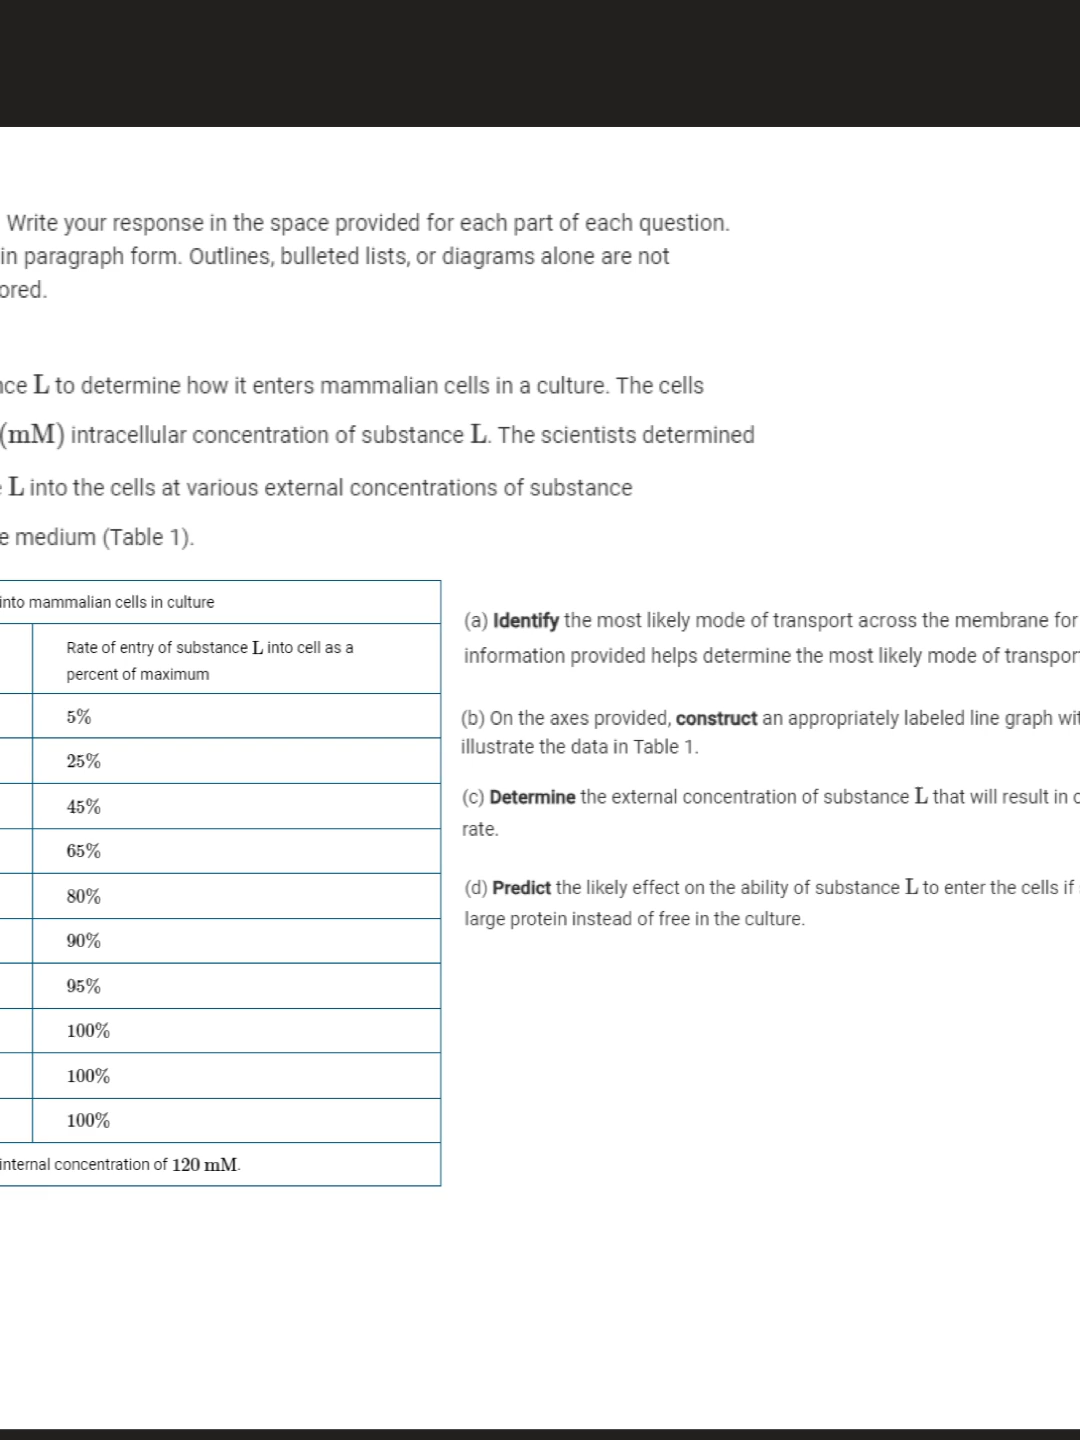 Write your response in the space provided for each part of each question.
in paragraph form. Outlines, bulleted lists, or diagrams alone are not
ored.
nce L to determine how it enters mammalian cells in a culture. The cells
(mM) intracellular concentration of substance L. The scientists determined
L into the cells at various external concentrations of substance
e medium (Table 1).
into mammalian cells in culture
Rate of entry of substance L into cell as a
percent of maximum
5%
25%
45%
65%
80%
90%
95%
100%
100%
100%
internal concentration of 120 mM.
(a) Identify the most likely mode of transport across the membrane for
information provided helps determine the most likely mode of transpor
(b) On the axes provided, construct an appropriately labeled line graph wit
illustrate the data in Table 1.
(c) Determine the external concentration of substance L that will result in
rate.
(d) Predict the likely effect on the ability of substance L to enter the cells if
large protein instead of free in the culture.